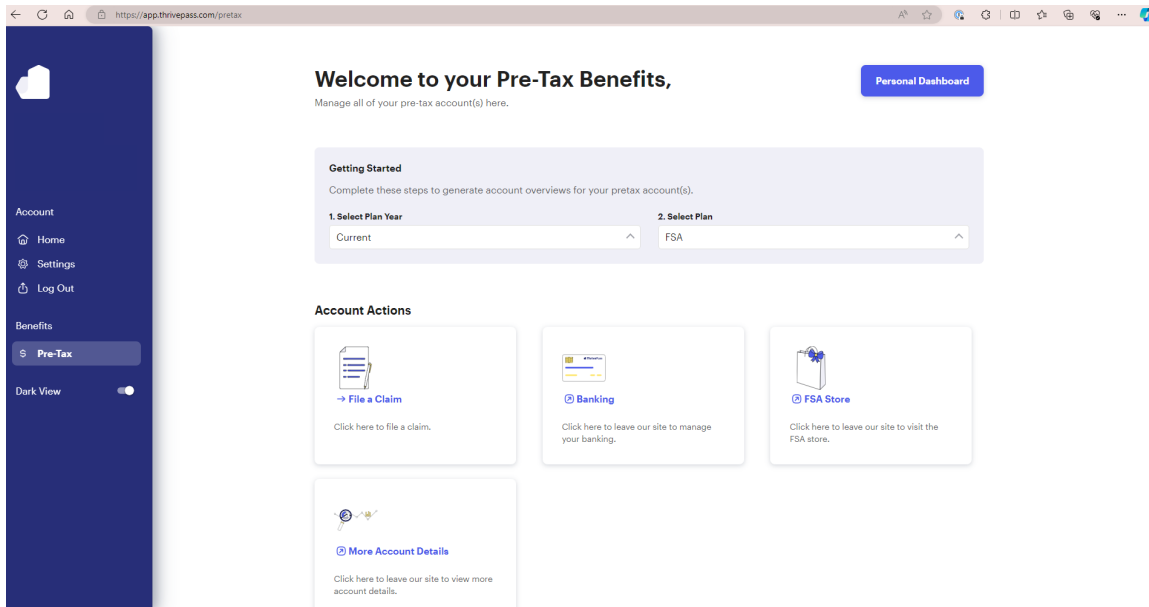 https://app.thrivepass.com/pretax
Welcome to your Pre-Tax Benefits,
Personal Dashboard
Manage all of your pre-tax account(s) here.
Getting Started
Complete these steps to generate account overviews for your pretax account(s).
1. Select Plan Year
2. Select Plan
Current
FSA
Account
Home
Settings
Log Out
Benefits
$ Pre-Tax
Dark View
Account Actions
→ File a Claim
Click here to file a claim.
Banking
Click here to leave our site to manage
your banking.
FSA Store
Click here to leave our site to visit the
FSA store.
More Account Details
Click here to leave our site to view more
account details.